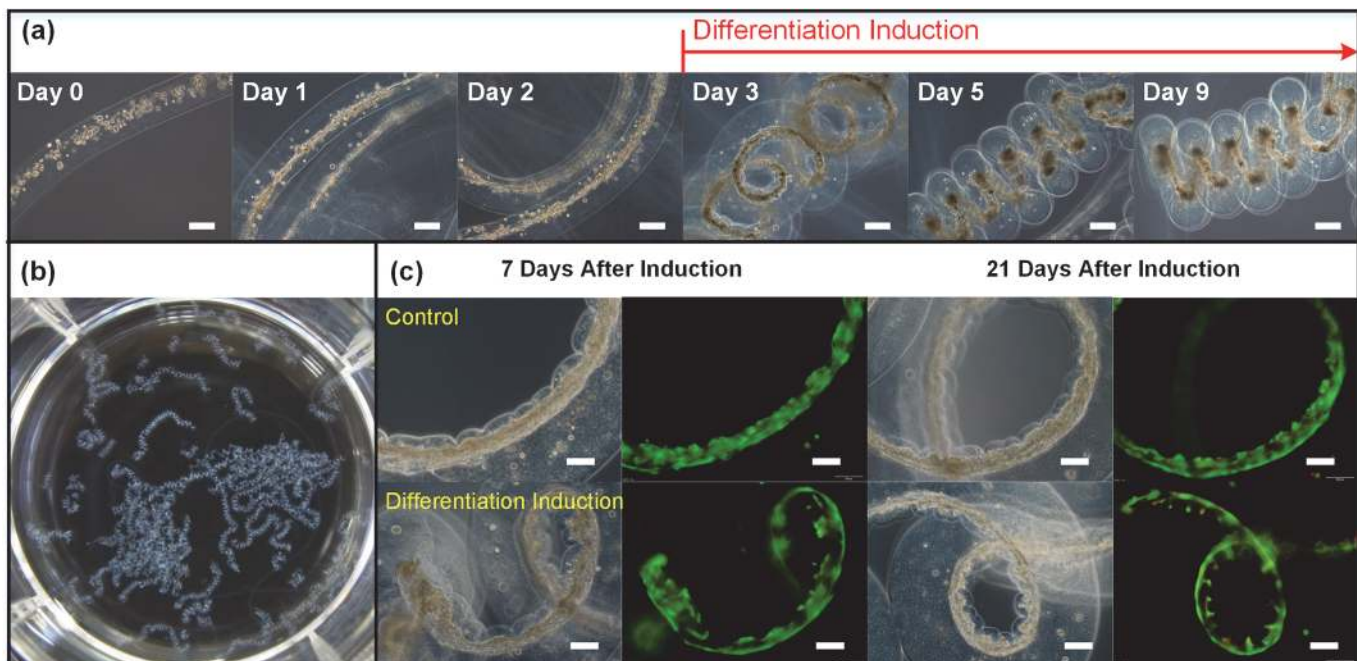 (a)
Differentiation Induction
Day 0
Day 1
Day 2
Day 3
Day 5
Day 9
(b)
(c)
7 Days After Induction
21 Days After Induction
Control
Differentiation Induction